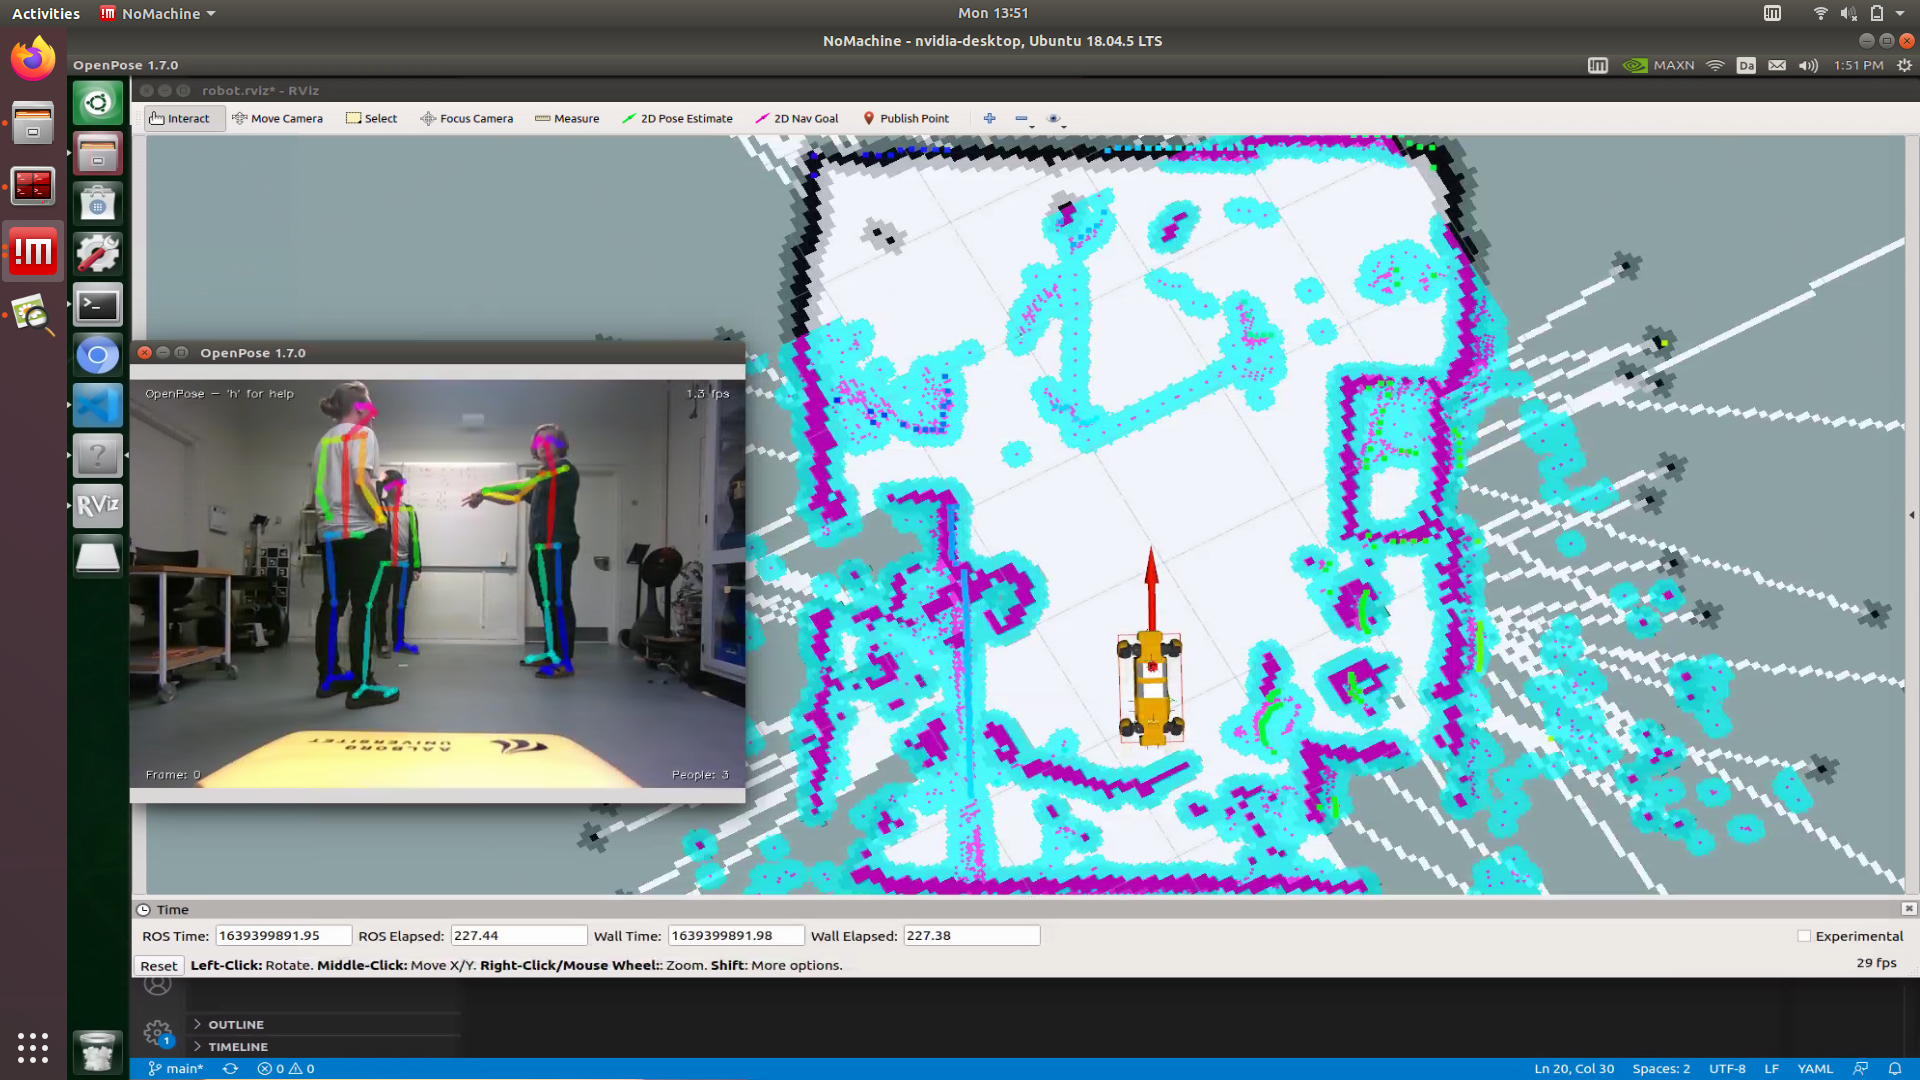 Activities NoMachine Mon 13:51
NoMachine - nvidia-desktop, Ubuntu 18.04.5 LTS
OpenPose 1.7.0 MAXN Da 1:51 PM
robot.rviz* - RViz
Interact Move Camera Select Focus Camera Measure 2D Pose Estimate 2D Nav Goal Publish Point
!M
RViz
OpenPose 1.7.0
OpenPose - 'h' for help 1.3 fps
AALBORG
UNIVERSITET
Frame: 0 People: 3
Time
ROS Time: 1639399891.95 ROS Elapsed: 227.44 Wall Time: 1639399891.98 Wall Elapsed: 227.38 Experimental
Reset Left-Click: Rotate. Middle-Click: Move X/Y. Right-Click/Mouse Wheel:: Zoom. Shift: More options. 29 fps
1
OUTLINE
TIMELINE
main* 0 0 Ln 20, Col 30 Spaces: 2 UTF-8 LF YAML